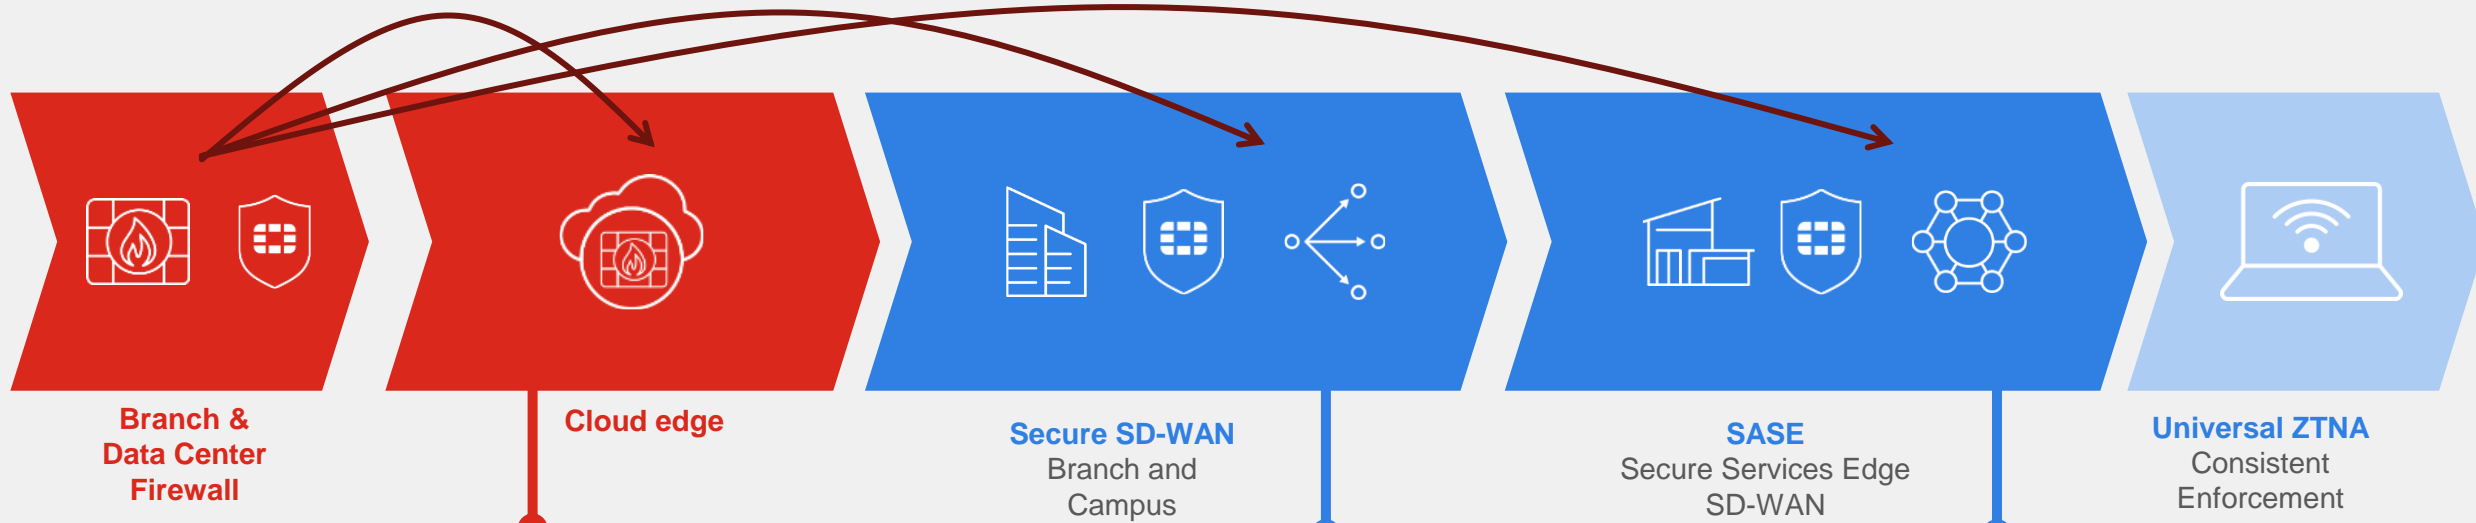 Branch &
Data Center
Firewall
Cloud edge
Secure SD-WAN
Branch and
Campus
SASE
Secure Services Edge
SD-WAN
Universal ZTNA
Consistent
Enforcement